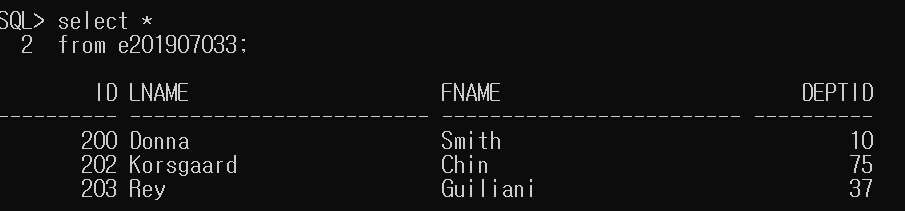 SQL> select *
2 from e201907033;
ID LNAME FNAME DEPTID
---------- ------------------------- ------------------------- ----------
200 Donna Smith 10
202 Korsgaard Chin 75
203 Rey Guiliani 37